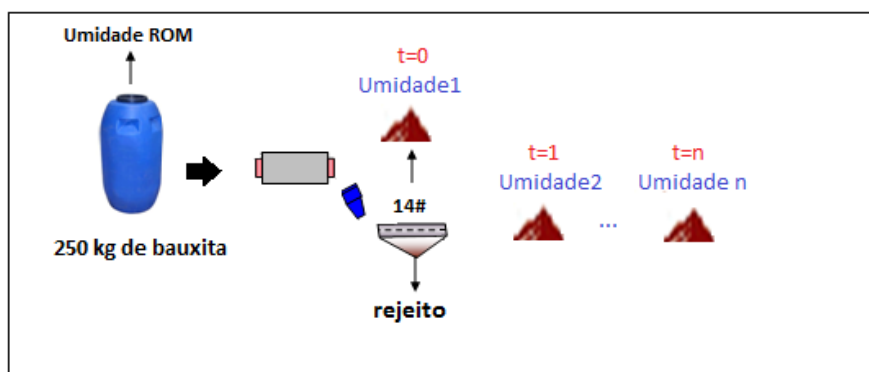 Umidade ROM
250 kg de bauxita
t=0
Umidade1
14#
rejeito
t=1
Umidade2
...
t=n
Umidade n